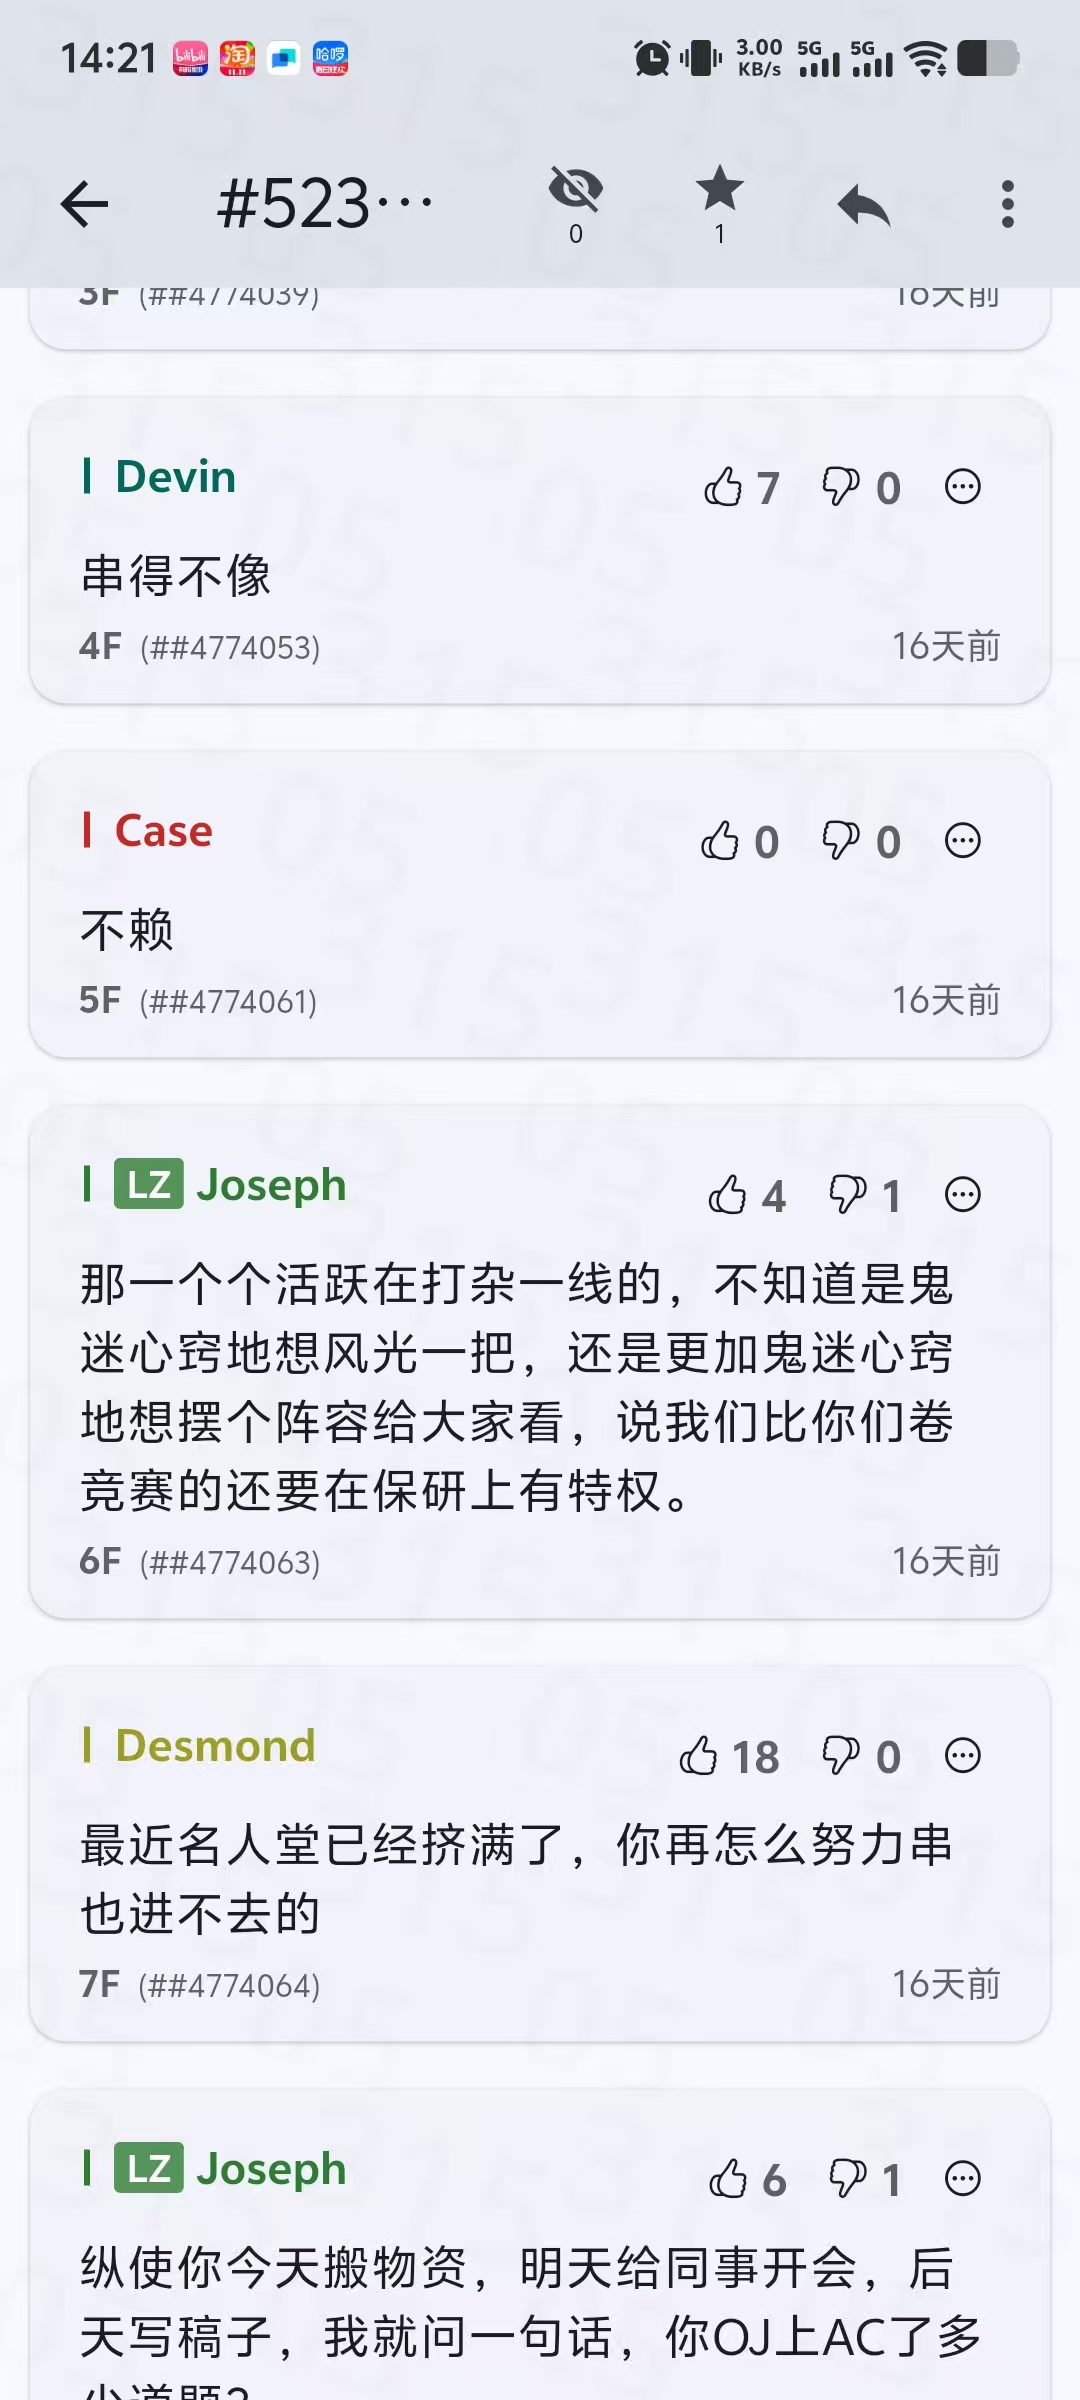 14:21
3.00
KB/s
5G
5G
#523…
0
1
3F (##4774039)
16天前
Devin
7
0
串得不像
4F (##4774053)
16天前
Case
0
0
不赖
5F (##4774061)
16天前
LZ Joseph
4
1
那一个个活跃在打杂一线的，不知道是鬼
迷心窍地想风光一把，还是更加鬼迷心窍
地想摆个阵容给大家看，说我们比你们卷
竞赛的还要在保研上有特权。
6F (##4774063)
16天前
Desmond
18
0
最近名人堂已经挤满了，你再怎么努力串
也进不去的
7F (##4774064)
16天前
LZ Joseph
6
1
纵使你今天搬物资，明天给同事开会，后
天写稿子，我就问一句话，你OJ上AC了多
少道题?